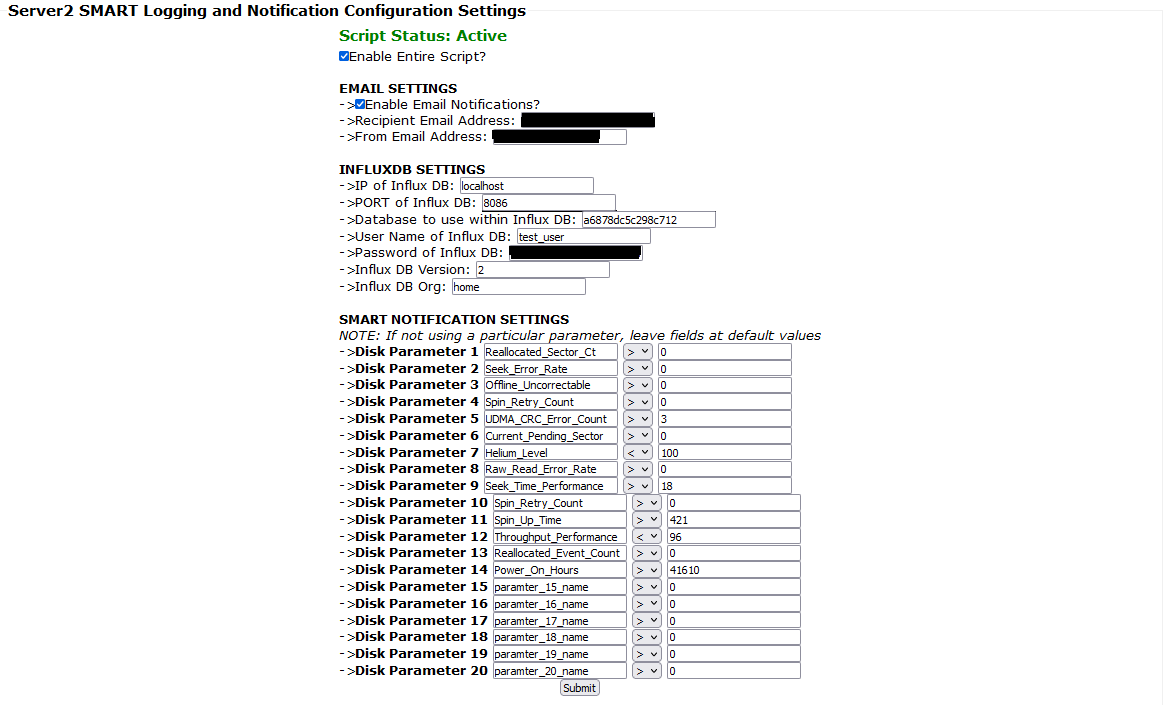 Server2 SMART Logging and Notification Configuration Settings
Script Status: Active
Enable Entire Script?
EMAIL SETTINGS
->Enable Email Notifications?
->Recipient Email Address:
->From Email Address:
INFLUXDB SETTINGS
->IP of Influx DB: localhost
->PORT of Influx DB: 8086
->Database to use within Influx DB: a6878dc5c298c712
->User Name of Influx DB: test_user
->Password of Influx DB:
->Influx DB Version: 2
->Influx DB Org: home
SMART NOTIFICATION SETTINGS
NOTE: If not using a particular parameter, leave fields at default values
->Disk Parameter 1 Reallocated_Sector_Ct > 0
->Disk Parameter 2 Seek_Error_Rate > 0
->Disk Parameter 3 Offline_Uncorrectable > 0
->Disk Parameter 4 Spin_Retry_Count > 0
->Disk Parameter 5 UDMA_CRC_Error_Count > 3
->Disk Parameter 6 Current_Pending_Sector > 0
->Disk Parameter 7 Helium_Level < 100
->Disk Parameter 8 Raw_Read_Error_Rate > 0
->Disk Parameter 9 Seek_Time_Performance > 18
->Disk Parameter 10 Spin_Retry_Count > 0
->Disk Parameter 11 Spin_Up_Time > 421
->Disk Parameter 12 Throughput_Performance < 96
->Disk Parameter 13 Reallocated_Event_Count > 0
->Disk Parameter 14 Power_On_Hours > 41610
->Disk Parameter 15 paramter_15_name > 0
->Disk Parameter 16 paramter_16_name > 0
->Disk Parameter 17 paramter_17_name > 0
->Disk Parameter 18 paramter_18_name > 0
->Disk Parameter 19 paramter_19_name > 0
->Disk Parameter 20 paramter_20_name > 0
Submit